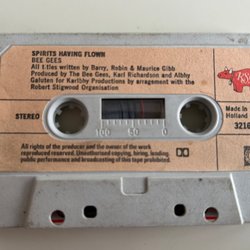 SPIRITS HAVING FLOWN
BEE GEES
All titles written by Barry, Robin & Maurice Gibb
Produced by The Bee Gees, Karl Richardson and Albhy
Galuten for Karlbhy Productions by arragement with the
Robert Stigwood Organisation
RSO
STEREO
100 50 0
Made in
Holland
3216
All rights of the producer and the owner of the work
reproduced reserved. Unauthorised copying, hiring, lending,
public performance and broadcasting of this tape prohibited.